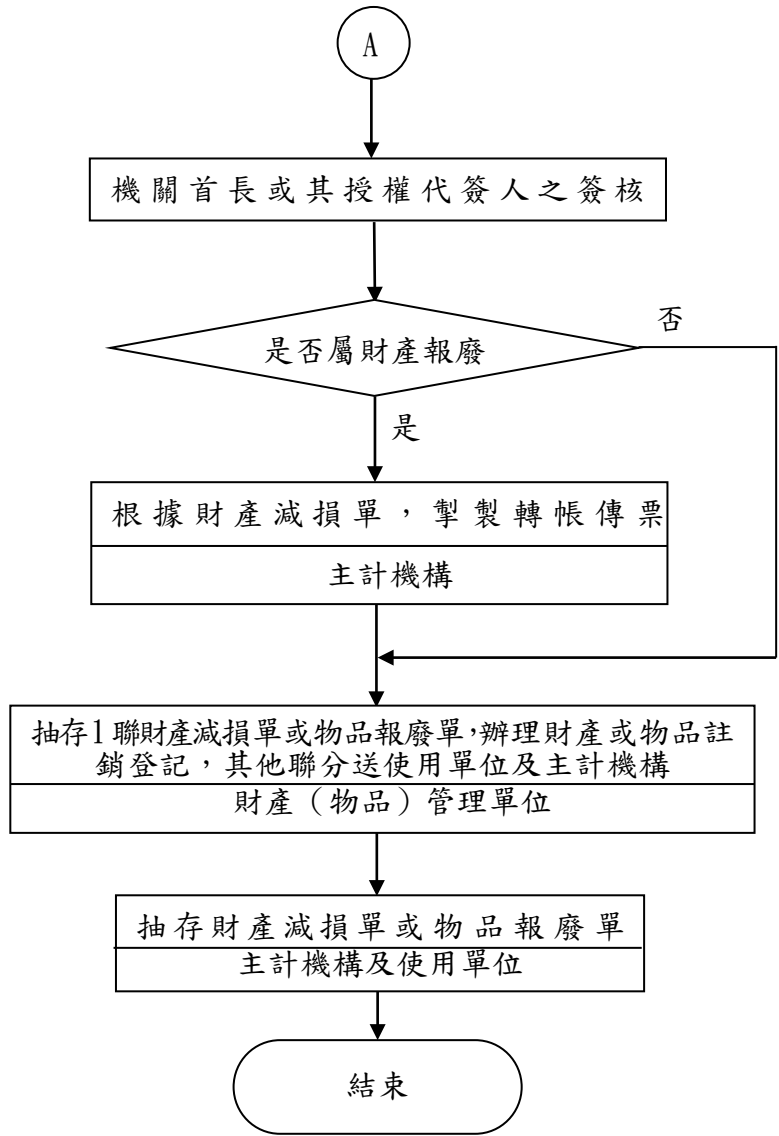 A
機關首長或其授權代簽人之簽核
是否屬財產報廢
否
是
根據財產減損單，掣製轉帳傳票
主計機構
抽存1聯財產減損單或物品報廢單，辦理財產或物品註
銷登記，其他聯分送使用單位及主計機構
財產（物品）管理單位
抽存財產減損單或物品報廢單
主計機構及使用單位
結束